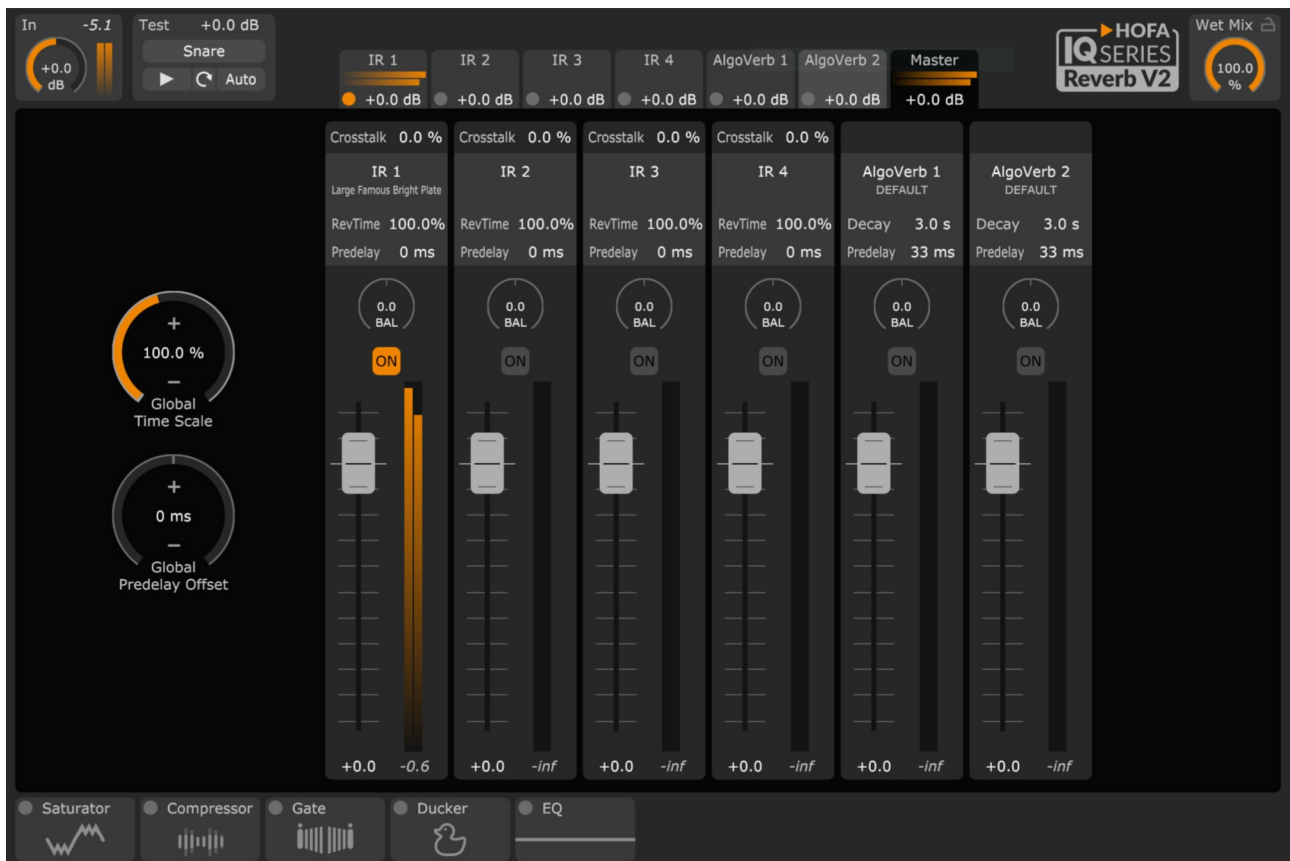 In -5.1
+0.0
dB
Test +0.0 dB
Snare
Auto
IR 1 IR 2 IR 3 IR 4 AlgoVerb 1 AlgoVerb 2 Master
+0.0 dB +0.0 dB +0.0 dB +0.0 dB +0.0 dB +0.0 dB +0.0 dB
HOFA
IQ SERIES
Reverb V2
Wet Mix
100.0
%
Crosstalk 0.0 % Crosstalk 0.0 % Crosstalk 0.0 % Crosstalk 0.0 %
IR 1 IR 2 IR 3 IR 4 AlgoVerb 1 AlgoVerb 2
Large Famous Bright Plate DEFAULT DEFAULT
RevTime 100.0% RevTime 100.0% RevTime 100.0% RevTime 100.0% Decay 3.0 s Decay 3.0 s
Predelay 0 ms Predelay 0 ms Predelay 0 ms Predelay 0 ms Predelay 33 ms Predelay 33 ms
0.0 0.0 0.0 0.0 0.0 0.0
BAL BAL BAL BAL BAL BAL
ON ON ON ON ON ON
+
100.0 %
−
Global
Time Scale
+
0 ms
−
Global
Predelay Offset
+0.0 -0.6 +0.0 -inf +0.0 -inf +0.0 -inf +0.0 -inf +0.0 -inf
Saturator Compressor Gate Ducker EQ